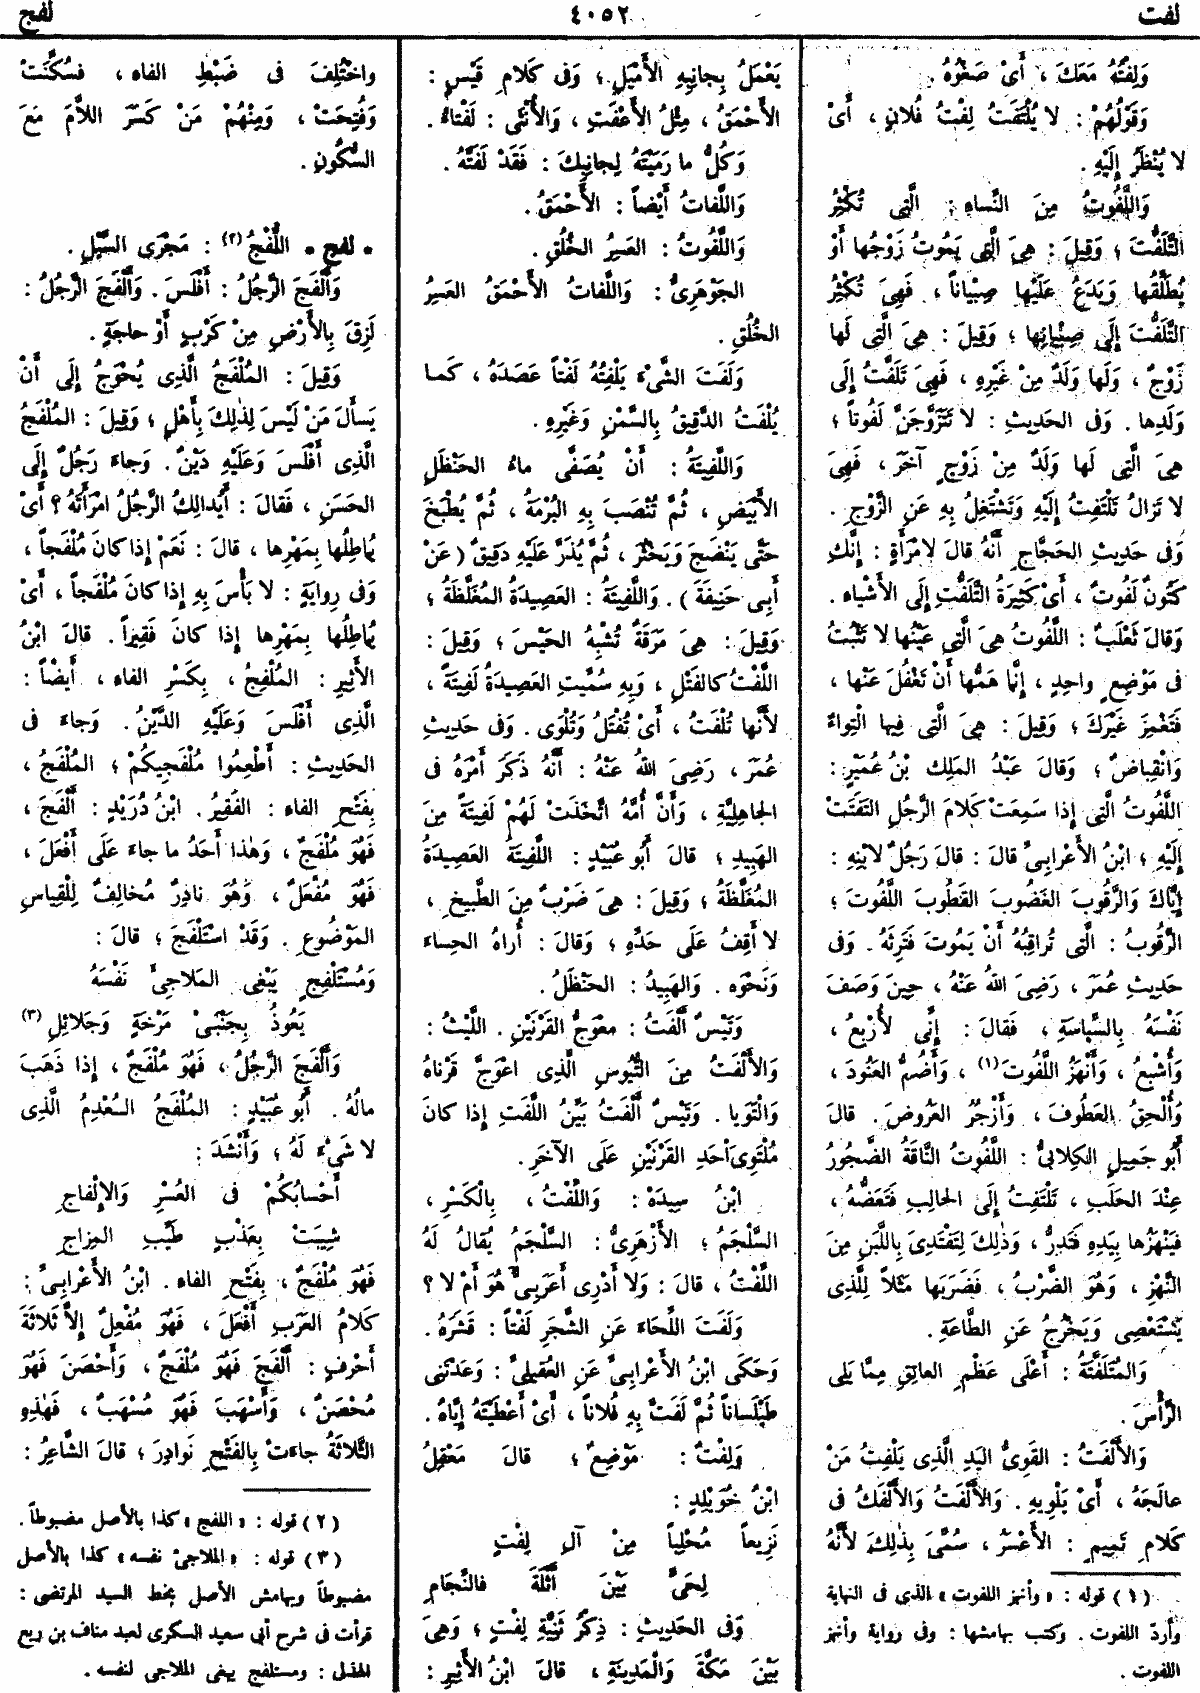 لفت
٤٠٥٢
لفج
وَلِفْتُهُ مَعَكَ ، أَىْ صَغْوُهُ .
وَقَوْلُهُمْ : لا يُلْتَفَتُ لِفْتُ فُلانٍ ، أَىْ
لا يُنْظَرُ إِلَيْهِ .
وَاللَّفُوتُ مِنَ النِّساءِ : الَّتِى تُكْثِرُ
التَّلَفُّتَ ؛ وَقِيلَ : هِىَ الَّتِى يَمُوتُ زَوْجُها أَوْ
يُطَلِّقُها وَيَدَعُ عَلَيْها صِبْياناً ، فَهِىَ تُكْثِرُ
التَّلَفُّتَ إِلَى صِبْيانِها ؛ وَقِيلَ : هِىَ الَّتِى لَها
زَوْجٌ ، وَلَها وَلَدٌ مِنْ غَيْرِهِ ، فَهِىَ تَلَفَّتُ إِلَى
وَلَدِها . وَفى الحَدِيثِ : لا تَتَزَوَّجَنَّ لَفُوتاً ؛
هِىَ الَّتِى لَها وَلَدٌ مِنْ زَوْجٍ آخَرَ ، فَهِىَ
لا تَزالُ تَلْتَفِتُ إِلَيْهِ وَتَشْتَغِلُ بِهِ عَنِ الزَّوْجِ .
وَفى حَدِيثِ الحَجَّاجِ أَنَّهُ قالَ لامْرَأَةٍ : إِنَّكِ
كَتُونٌ لَفُوتٌ ، أَىْ كَثِيرَةُ التَّلَفُّتِ إِلَى الأَشْياءِ .
وَقالَ ثَعْلَبٌ : اللَّفُوتُ هِىَ الَّتِى عَيْنُها لا تَثْبُتُ
فى مَوْضِعٍ واحِدٍ ، إِنَّما هَمُّها أَنْ تَغْفُلَ عَنْها ،
فَتَغْمِزَ غَيْرَكَ ؛ وَقِيلَ : هِىَ الَّتِى فِيها الْتِواءٌ
وَانْقِباضٌ ؛ وَقالَ عَبْدُ المَلِكِ بْنُ عُمَيْرٍ :
اللَّفُوتُ الَّتِى إِذا سَمِعَتْ كَلامَ الرَّجُلِ التَفَتَتْ
إِلَيْهِ ؛ ابْنُ الأَعْرابِىِّ قالَ : قالَ رَجُلٌ لابْنِهِ :
إِيَّاكَ وَالرَّقُوبَ الغَضُوبَ القَطُوبَ اللَّفُوتَ ؛
الرَّقُوبُ : الَّتِى تُراقِبُهُ أَنْ يَمُوتَ فَتَرِثَهُ . وَفى
حَدِيثِ عُمَرَ ، رَضِىَ اللهُ عَنْهُ ، حِينَ وَصَفَ
نَفْسَهُ بِالسِّياسَةِ ، فَقالَ : إِنِّى لأُرْبِعُ ،
وَأُشْبِعُ ، وَأَنْهَزُ اللَّفُوتَ (١) ، وَأَضُمُّ العَنُودَ ،
وَأُلْحِقُ العَطُوفَ ، وَأَزْجُرُ العَرُوضَ . قالَ
أَبُو جَمِيلٍ الكِلابِىُّ : اللَّفُوتُ النَّاقَةُ الضَّجُورُ
عِنْدَ الحَلَبِ ، تَلْتَفِتُ إِلَى الحالِبِ فَتَعَضُّهُ ،
فَيَنْهَزُها بِيَدِهِ فَتَدِرُّ ، وَذٰلِكَ لِتَفْتَدِىَ بِاللَّبَنِ مِنَ
النَّهْزِ ، وَهُوَ الضَّرْبُ ، فَضَرَبَها مَثَلاً لِلَّذِى
يَسْتَعْصِى وَيَخْرُجُ عَنِ الطَّاعَةِ .
وَالمُتَلَفَّتَةُ : أَعْلَى عَظْمِ العاتِقِ مِمَّا يَلِى
الرَّأْسَ .
وَالأَلْفَتُ : القَوِىُّ اليَدِ الَّذِى يَلْفِتُ مَنْ
عالَجَهُ ، أَىْ يَلْوِيهِ . وَالأَلْفَتُ وَالأَلْفَكُ فى
كَلامِ تَمِيمٍ : الأَعْسَرُ ، سُمِّىَ بِذٰلِكَ لأَنَّهُ
(١) قوله : « وأنهز اللفوت » الذى فى النهاية
وأردّ اللفوت . وكتب بهامشها : وفى رواية وأنهز
اللفوت .
يَعْمَلُ بِجانِبِهِ الأَمْيَلِ ؛ وَفى كَلامِ قَيْسٍ :
الأَحْمَقُ ، مِثْلُ الأَعْفَتِ ، وَالأُنْثَى : لَفْتاءُ .
وَكُلُّ ما رَمَيْتَهُ لِجانِبِكَ : فَقَدْ لَفَتَّهُ .
وَاللَّفاتُ أَيْضاً : الأَحْمَقُ .
وَاللَّفُوتُ : العَسِرُ الخُلُقِ .
الجَوْهَرِىُّ : وَاللَّفاتُ الأَحْمَقُ العَسِرُ
الخُلُقِ .
وَلَفَتَ الشَّىْءَ يَلْفِتُهُ لَفْتاً عَصَدَهُ ، كَما
يُلْفَتُ الدَّقِيقُ بِالسَّمْنِ وَغَيْرِهِ .
وَاللَّفِيتَةُ : أَنْ يُصَفَّى ماءُ الحَنْظَلِ
الأَبْيَضِ ، ثُمَّ تُنْصَبَ بِهِ البُرْمَةُ ، ثُمَّ يُطْبَخَ
حَتَّى يَنْضَجَ وَيَخْثُرَ ، ثُمَّ يُذَرَّ عَلَيْهِ دَقِيقٌ ( عَنْ
أَبِى حَنِيفَةَ ) . وَاللَّفِيتَةُ : العَصِيدَةُ المُغَلَّظَةُ ؛
وَقِيلَ : هِىَ مَرَقَةٌ تُشْبِهُ الحَيْسَ ؛ وَقِيلَ :
اللَّفْتُ كالفَتْلِ ، وَبِهِ سُمِّيَتِ العَصِيدَةُ لَفِيتَةً ،
لأَنَّها تُلْفَتُ ، أَىْ تُفْتَلُ وَتُلْوَى . وَفى حَدِيثِ
عُمَرَ ، رَضِىَ اللهُ عَنْهُ : أَنَّهُ ذَكَرَ أَمْرَهُ فى
الجاهِلِيَّةِ ، وَأَنَّ أُمَّهُ اتَّخَذَتْ لَهُمْ لَفِيتَةً مِنَ
الهَبِيدِ ؛ قالَ أَبُو عُبَيْدٍ : اللَّفِيتَةُ العَصِيدَةُ
المُغَلَّظَةُ ؛ وَقِيلَ : هِىَ ضَرْبٌ مِنَ الطَّبِيخِ ،
لا أَقِفُ عَلَى حَدِّهِ ؛ وَقالَ : أُراهُ الحِساءَ
وَنَحْوَه . وَالهَبِيدُ : الحَنْظَلُ .
وَتَيْسٌ أَلْفَتُ : مُعْوَجُّ القَرْنَيْنِ . اللَّيْثُ :
وَالأَلْفَتُ مِنَ التُّيُوسِ الَّذِى اعْوَجَّ قَرْناهُ
وَالْتَوَيا . وَتَيْسٌ أَلْفَتُ بَيِّنُ اللَّفَتِ إِذا كانَ
مُلْتَوِىَ أَحَدِ القَرْنَيْنِ عَلَى الآخَرِ .
ابْنُ سِيدَهْ : وَاللِّفْتُ ، بِالْكَسْرِ ،
السَّلْجَمُ ؛ الأَزْهَرِىُّ : السَّلْجَمُ يُقالُ لَهُ
اللِّفْتُ ، قالَ : وَلا أَدْرِى أَعَرَبِىٌّ هُوَ أَمْ لا ؟
وَلَفَتَ اللِّحَاءَ عَنِ الشَّجَرِ لَفْتاً : قَشَرَهُ .
وَحَكَى ابْنُ الأَعْرابِىِّ عَنِ العُقَيلِىِّ : وَعَدْتَنِى
طَيْلَساناً ثُمَّ لَفَتَّ بِهِ فُلاناً ، أَىْ أَعْطَيْتَهُ إِيَّاهُ .
وَلِفْتٌ : مَوْضِعٌ ؛ قالَ مَعْقِلُ
ابْنُ خُوَيْلِدٍ :
نَزِيعاً مُحْلِباً مِنْ آلِ لِفْتٍ
لِحَىٍّ بَيْنَ أَثْلَةَ فالنِّجَامِ
وَفى الحَدِيثِ : ذِكْرُ ثَنِيَّةِ لِفْتٍ ؛ وَهِىَ
بَيْنَ مَكَّةَ وَالْمَدِينَةِ ، قالَ ابْنُ الأَثِيرِ :
واخْتُلِفَ فى ضَبْطِ الفاءِ ، فسُكِّنَتْ
وَفُتِحَتْ ، وَمِنْهُمْ مَنْ كَسَرَ اللاَّمَ مَعَ
السُّكُونِ .
• لفج • اللُّفْجُ (٢) : مَجْرَى السَّيْلِ .
وَأَلْفَجَ الرَّجُلُ : أَفْلَسَ . وَأَلْفَجَ الرَّجُلُ :
لَزِقَ بِالأَرْضِ مِنْ كَرْبٍ أَوْ حاجَةٍ .
وَقِيلَ : المُلْفَجُ الَّذِى يُحْوَجُ إِلَى أَنْ
يَسأَلَ مَنْ لَيْسَ لِذٰلِكَ بِأَهْلٍ ؛ وَقِيلَ : المُلْفَجُ
الَّذِى أَفْلَسَ وَعَلَيْهِ دَيْنٌ . وَجاءَ رَجُلٌ إِلَى
الحَسَنِ ، فَقالَ : أَيُدالِكُ الرَّجُلُ امْرَأَتَهُ ؟ أَىْ
يُماطِلُها بِمَهْرِها ، قالَ : نَعَمْ إِذا كانَ مُلْفَجاً ،
وَفى رِوايَةٍ : لا بَأْسَ بِهِ إِذا كانَ مُلْفَجاً ، أَىْ
يُماطِلُها بِمَهْرِها إِذا كانَ فَقِيراً . قالَ ابْنُ
الأَثِيرِ : المُلْفِجُ ، بِكَسْرِ الفاءِ ، أَيضْاً :
الَّذِى أَفْلَسَ وَعَلَيْهِ الدَّيْنُ . وَجاءَ فى
الحَدِيثِ : أَطْعِمُوا مُلْفَجِيكُمْ ؛ المُلْفَجُ ،
بِفَتْحِ الفاءِ : الفَقِيرُ . ابْنُ دُرَيْدٍ : أَلْفَجَ ،
فَهُوَ مُلْفَجٌ ، وَهٰذا أَحَدُ ما جاءَ عَلَى أَفْعَلَ ،
فَهُوَ مُفْعَلٌ ، وَهُوَ نادِرٌ مُخالِفٌ لِلْقِياسِ
المَوْضُوعِ . وَقَدْ اسْتَلْفَجَ ؛ قالَ :
وَمُسْتَلْفِجٍ يَبْغِى المَلاجِئَ نَفْسَهُ
يَعُوذُ بِجَنْبَىْ مَرْخَةٍ وَجَلائِلِ (٣)
وَأَلْفَجَ الرَّجُلُ ، فَهُوَ مُلْفَجٌ ، إِذا ذَهَبَ
مالُهُ . أَبُو عُبَيْدٍ : المُلْفَجُ المُعْدِمُ الَّذِى
لا شَىْءَ لَهُ ؛ وَأَنْشَدَ :
أَحْسابُكُمْ فى العُسْرِ وَالإِلْفاجِ
شِيبَتْ بِعَذْبٍ طَيِّبِ المِزاجِ
فَهُوَ مُلْفَجٌ ، بِفَتْحِ الفاءِ . ابْنُ الأَعْرابِىِّ :
كَلامُ العَرَبِ أَفْعَلَ ، فَهُوَ مُفْعِلٌ إِلاَّ ثَلاثَةَ
أَحْرُفٍ : أَلْفَجَ فَهُوَ مُلْفَجٌ ، وَأَحْصَنَ فَهُوَ
مُحْصَنٌ ، وَأَسْهَبَ فَهُوَ مُسْهَبٌ ، فَهٰذِهِ
الثَّلاثَةُ جاءَتْ بِالفَتْحِ نَوادِرَ ؛ قالَ الشَّاعِرُ :
(٢) قوله : « اللفج » كذا بالأصل مضبوطاً .
(٣) قوله : « الملاجئ نفسه » كذا بالأصل
مضبوطاً وبهامش الأصل بخط السيد المرتضى :
قرأت فى شرح أبى سعيد السكرى لعبد مناف بن ربع
الهذلى : ومستلفج يبغى الملاجى لنفسه .